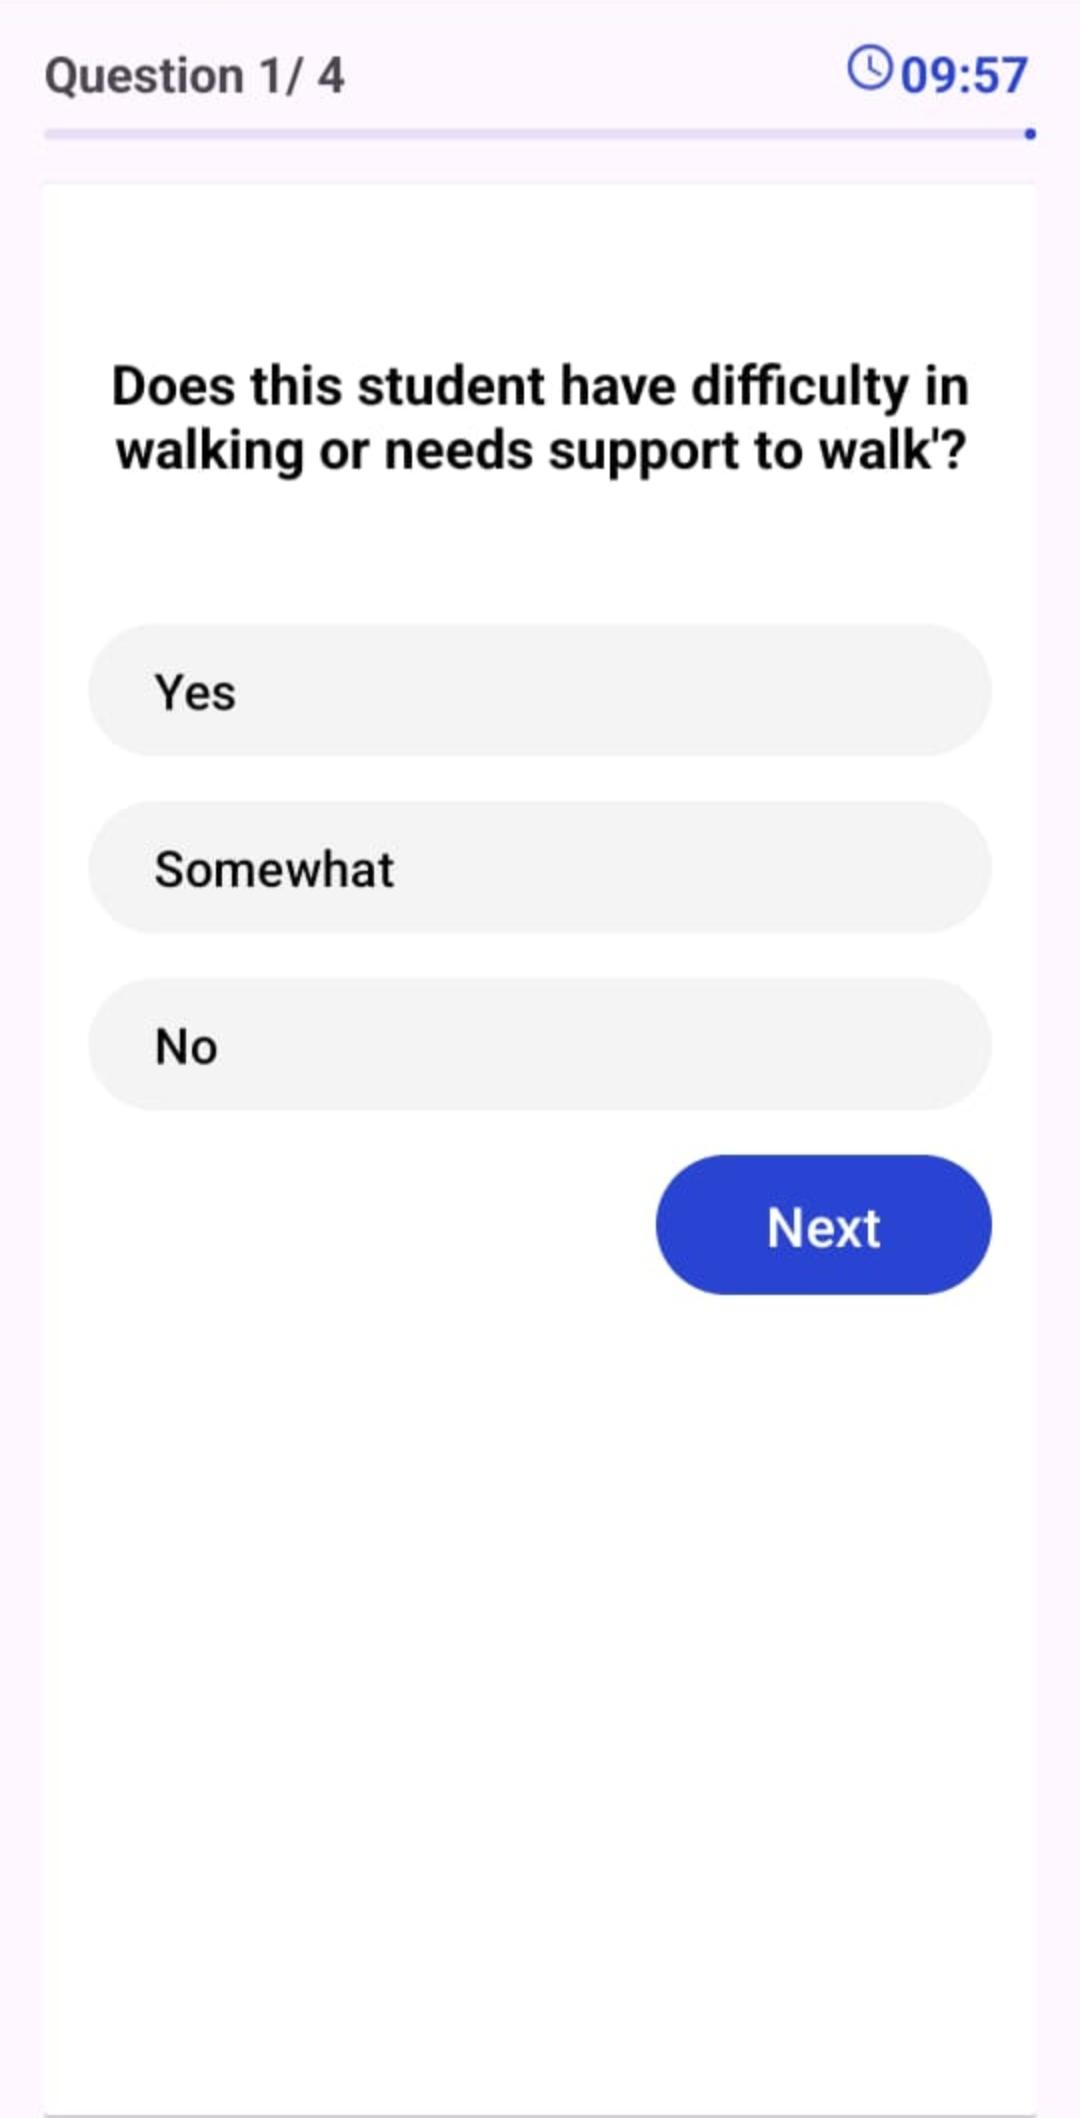 Question 1/ 4
09:57
Does this student have difficulty in
walking or needs support to walk'?
Yes
Somewhat
No
Next